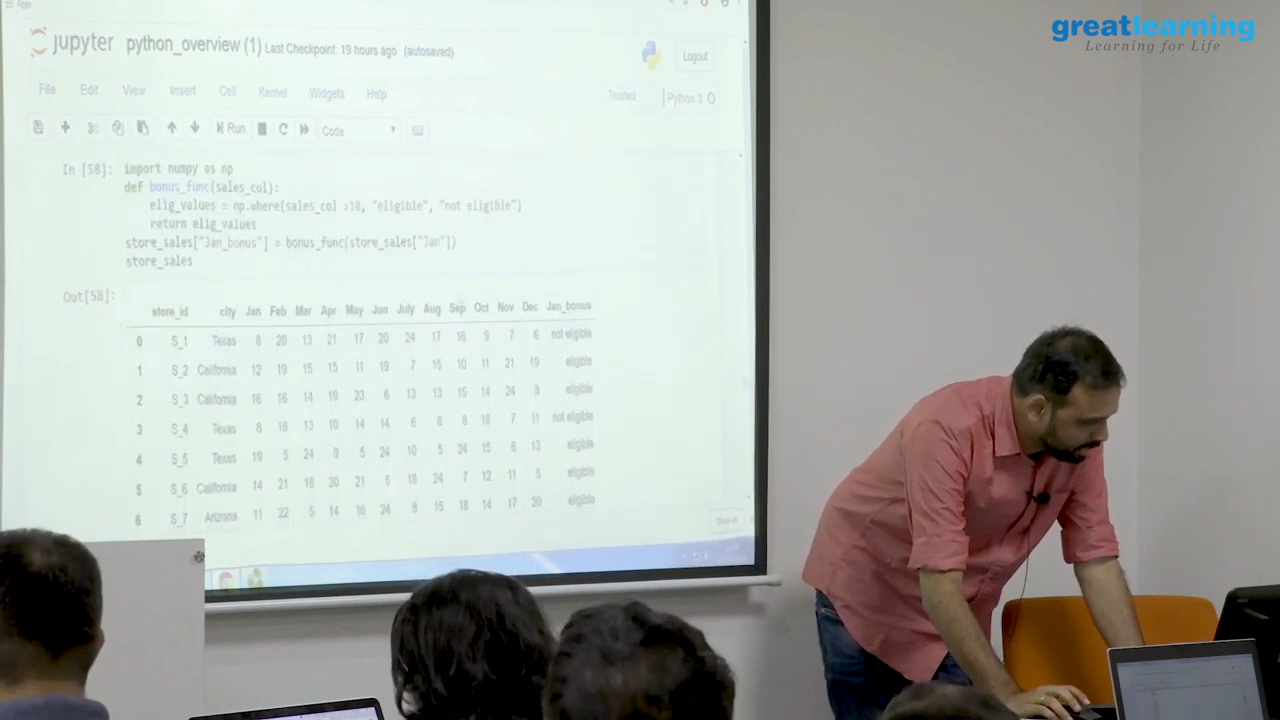 Apps
greatlearning
Learning for Life
jupyter python_overview (1) Last Checkpoint: 19 hours ago (autosaved)
Logout
File Edit View Insert Cell Kernel Widgets Help
Trusted Python 3
Run Code
In [58]: import numpy as np
def bonus_func(sales_col):
elig_values = np.where(sales_col >10, "eligible", "not eligible")
return elig_values
store_sales["Jan_bonus"] = bonus_func(store_sales["Jan"])
store_sales
Out[58]:
store_id city Jan Feb Mar Apr May Jun July Aug Sep Oct Nov Dec Jan_bonus
0 S_1 Texas 8 20 13 21 17 20 24 17 18 9 7 6 not eligible
1 S_2 California 12 19 15 15 11 19 7 15 10 11 21 19 eligible
2 S_3 California 16 16 14 19 23 6 13 13 15 14 24 8 eligible
3 S_4 Texas 8 18 13 10 14 14 6 8 8 18 7 11 not eligible
4 S_5 Texas 19 5 24 9 5 24 10 5 24 15 6 13 eligible
5 S_6 California 14 21 18 20 21 5 18 24 7 12 11 5 eligible
6 S_7 Arizona 11 22 5 14 16 24 8 15 18 14 17 20 eligible